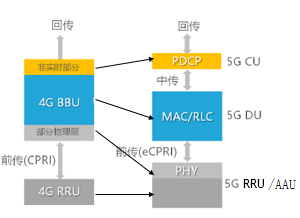 回传
回传
非实时部分
PDCP
5G CU
中传
4G BBU
MAC/RLC
5G DU
部分物理层
前传(CPRI)
前传(eCPRI)
PHY
4G RRU
5G RRU /AAU